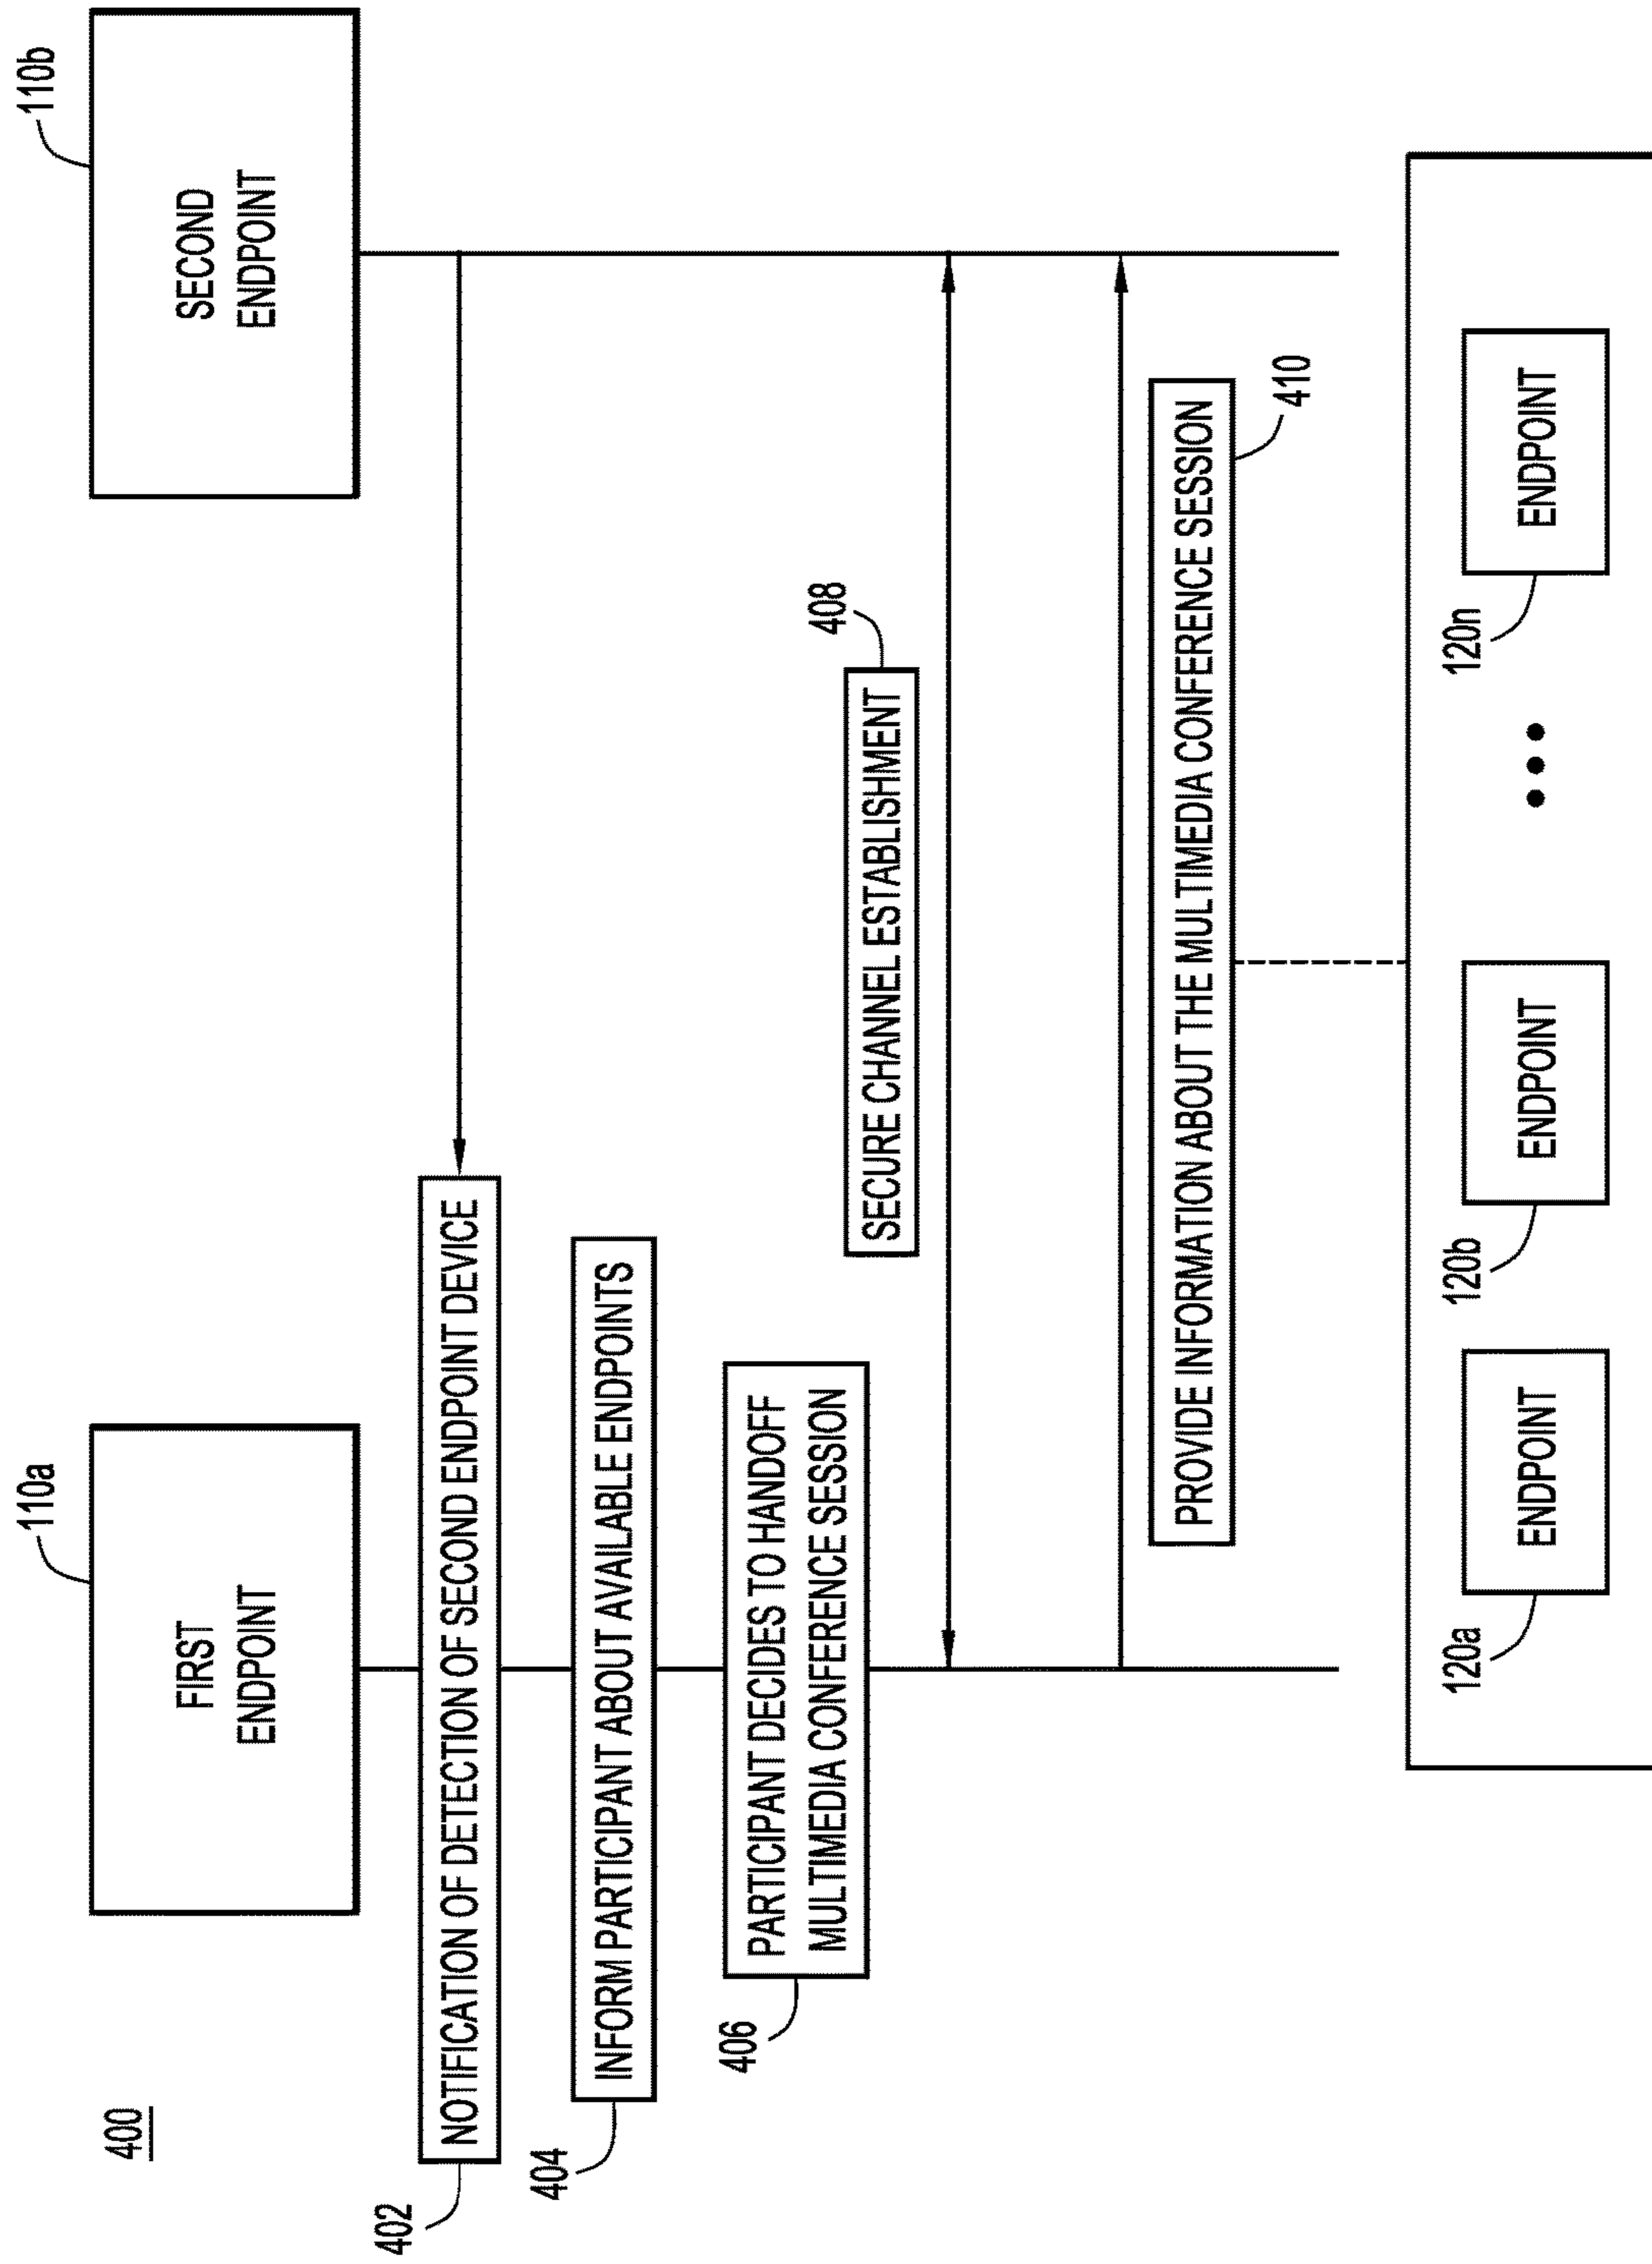 400
110a
110b
FIRST
ENDPOINT
SECOND
ENDPOINT
402
NOTIFICATION OF DETECTION OF SECOND ENDPOINT DEVICE
404
INFORM PARTICIPANT ABOUT AVAILABLE ENDPOINTS
406
PARTICIPANT DECIDES TO HANDOFF
MULTIMEDIA CONFERENCE SESSION
408
SECURE CHANNEL ESTABLISHMENT
PROVIDE INFORMATION ABOUT THE MULTIMEDIA CONFERENCE SESSION
410
120a
ENDPOINT
120b
ENDPOINT
120n
ENDPOINT